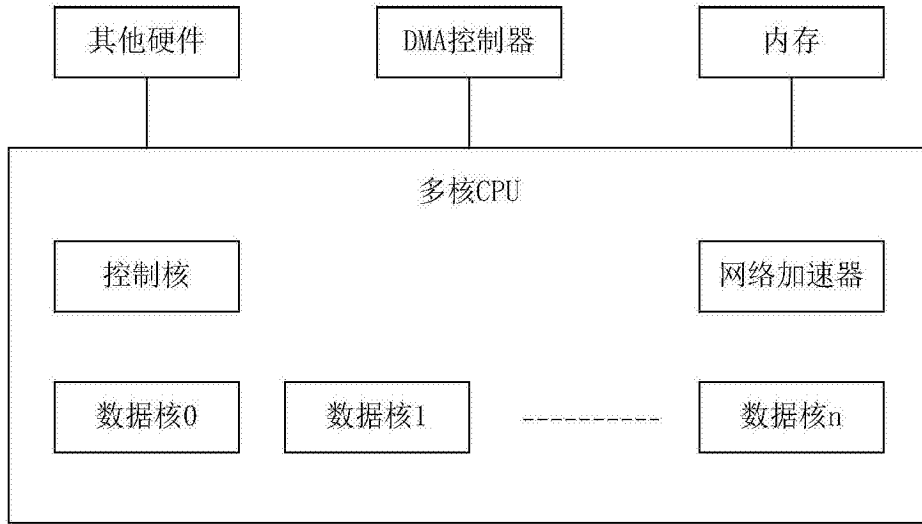 其他硬件
DMA控制器
内存
多核CPU
控制核
网络加速器
数据核0
数据核1
数据核n